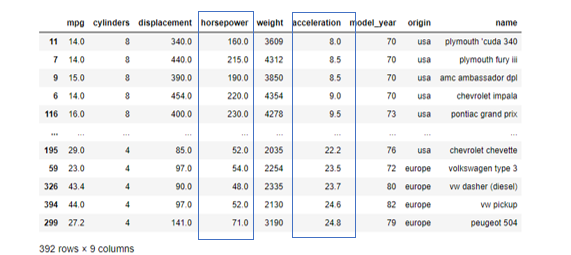 mpg cylinders displacement horsepower weight acceleration model_year origin name
11 14.0 8 340.0 160.0 3609 8.0 70 usa plymouth 'cuda 340
7 14.0 8 440.0 215.0 4312 8.5 70 usa plymouth fury iii
9 15.0 8 390.0 190.0 3850 8.5 70 usa amc ambassador dpl
6 14.0 8 454.0 220.0 4354 9.0 70 usa chevrolet impala
116 16.0 8 400.0 230.0 4278 9.5 73 usa pontiac grand prix
... ... ... ... ... ... ... ... ... ...
195 29.0 4 85.0 52.0 2035 22.2 76 usa chevrolet chevette
59 23.0 4 97.0 54.0 2254 23.5 72 europe volkswagen type 3
326 43.4 4 90.0 48.0 2335 23.7 80 europe vw dasher (diesel)
394 44.0 4 97.0 52.0 2130 24.6 82 europe vw pickup
299 27.2 4 141.0 71.0 3190 24.8 79 europe peugeot 504
392 rows × 9 columns